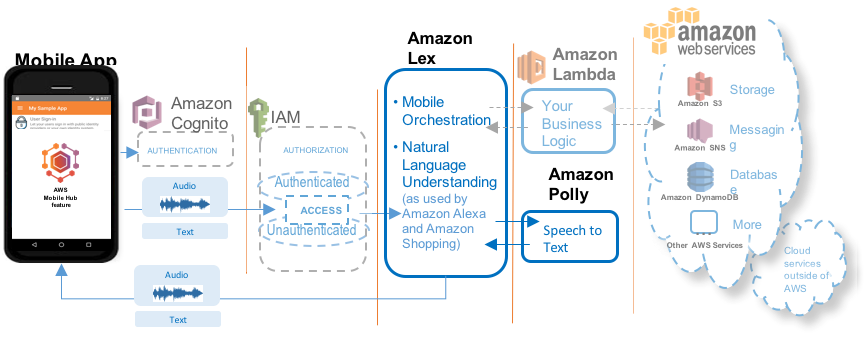 Mobile App
My Sample App
User Sign-in
AWS
Mobile Hub
feature
Amazon
Cognito
AUTHENTICATION
Audio
Text
Audio
Text
IAM
AUTHORIZATION
Authenticated
ACCESS
Unauthenticated
Amazon
Lex
• Mobile
Orchestration
• Natural
Language
Understanding
(as used by
Amazon Alexa
and Amazon
Shopping)
Amazon
Lambda
Your
Business
Logic
Amazon
Polly
Speech to
Text
amazon
webservices
Storage
Amazon S3
Messagin
g
Amazon SNS
Databas
e
Amazon DynamoDB
More
Other AWS Services
Cloud
services
outside of
AWS